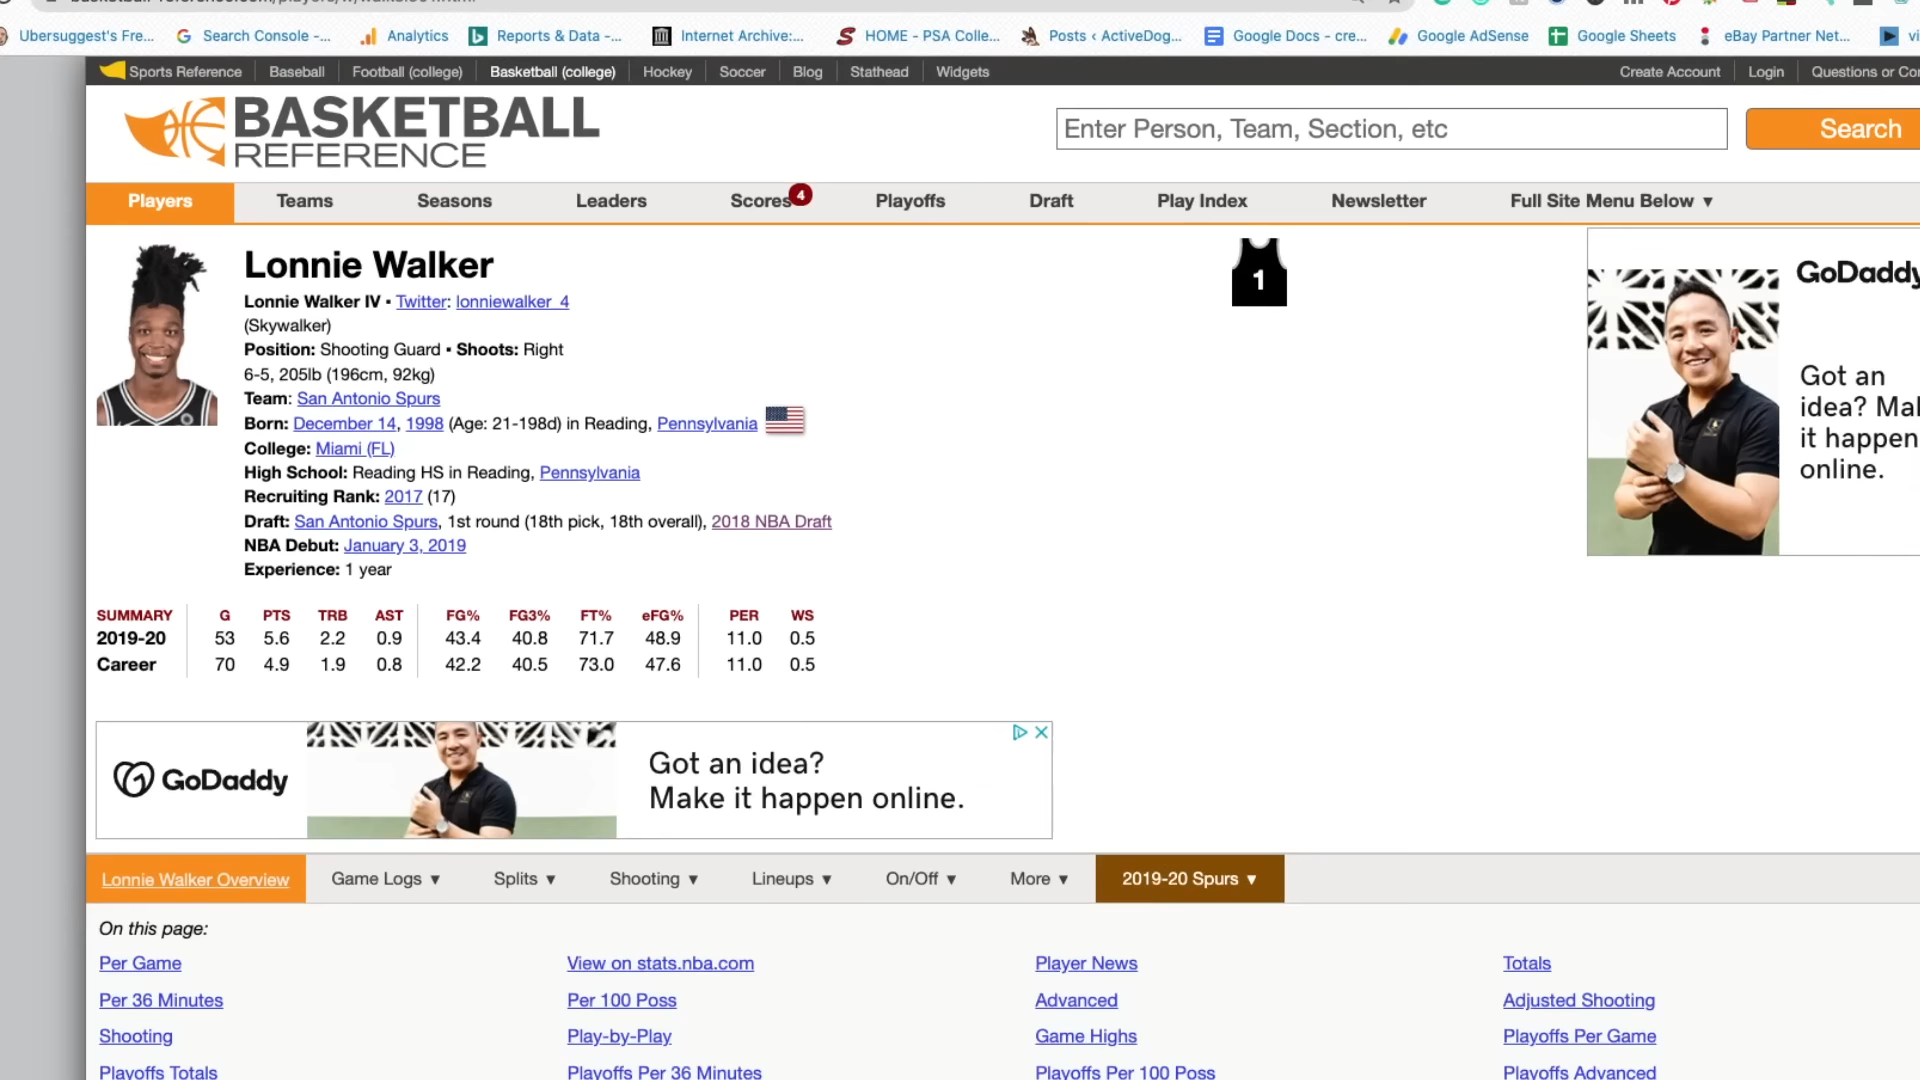 Ubersuggest's Fre...
Search Console -...
Analytics
Reports & Data -...
Internet Archive:...
HOME - PSA Colle...
Posts ‹ ActiveDog...
Google Docs - cre...
Google AdSense
Google Sheets
eBay Partner Net...
Sports Reference
Baseball
Football (college)
Basketball (college)
Hockey
Soccer
Blog
Stathead
Widgets
Create Account
Login
Questions or
BASKETBALL
REFERENCE
Enter Person, Team, Section, etc
Search
Players
Teams
Seasons
Leaders
Scores 4
Playoffs
Draft
Play Index
Newsletter
Full Site Menu Below ▼
Lonnie Walker
Lonnie Walker IV ▪ Twitter: lonniewalker_4
(Skywalker)
Position: Shooting Guard ▪ Shoots: Right
6-5, 205lb (196cm, 92kg)
Team: San Antonio Spurs
Born: December 14, 1998 (Age: 21-198d) in Reading, Pennsylvania
College: Miami (FL)
High School: Reading HS in Reading, Pennsylvania
Recruiting Rank: 2017 (17)
Draft: San Antonio Spurs, 1st round (18th pick, 18th overall), 2018 NBA Draft
NBA Debut: January 3, 2019
Experience: 1 year
1
GoDaddy
Got an
idea?
it happen
online.
SUMMARY G PTS TRB AST FG% FG3% FT% eFG% PER WS
2019-20 53 5.6 2.2 0.9 43.4 40.8 71.7 48.9 11.0 0.5
Career 70 4.9 1.9 0.8 42.2 40.5 73.0 47.6 11.0 0.5
GoDaddy
Got an idea?
Make it happen online.
Lonnie Walker Overview
Game Logs ▼
Splits ▼
Shooting ▼
Lineups ▼
On/Off ▼
More ▼
2019-20 Spurs ▼
On this page:
Per Game
View on stats.nba.com
Player News
Totals
Per 36 Minutes
Per 100 Poss
Advanced
Adjusted Shooting
Shooting
Play-by-Play
Game Highs
Playoffs Per Game
Playoffs Totals
Playoffs Per 36 Minutes
Playoffs Per 100 Poss
Playoffs Advanced